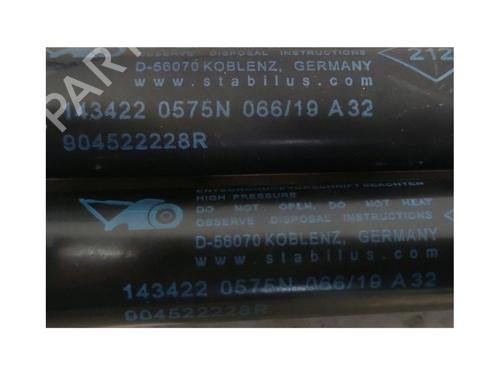 OBSERVE DISPOSAL INSTRUCTIONS
D-56070 KOBLENZ, GERMANY
www.stabilus.com
212
143422 0575N 066/19 A32
904522228R
ENTSORGUNGSVORSCHRIFT BEACHTEN
HIGH PRESSURE
DO NOT OPEN, DO NOT HEAT
OBSERVE DISPOSAL INSTRUCTIONS
D-56070 KOBLENZ, GERMANY
www.stabilus.com
143422 0575N 066/19 A32
904522228R